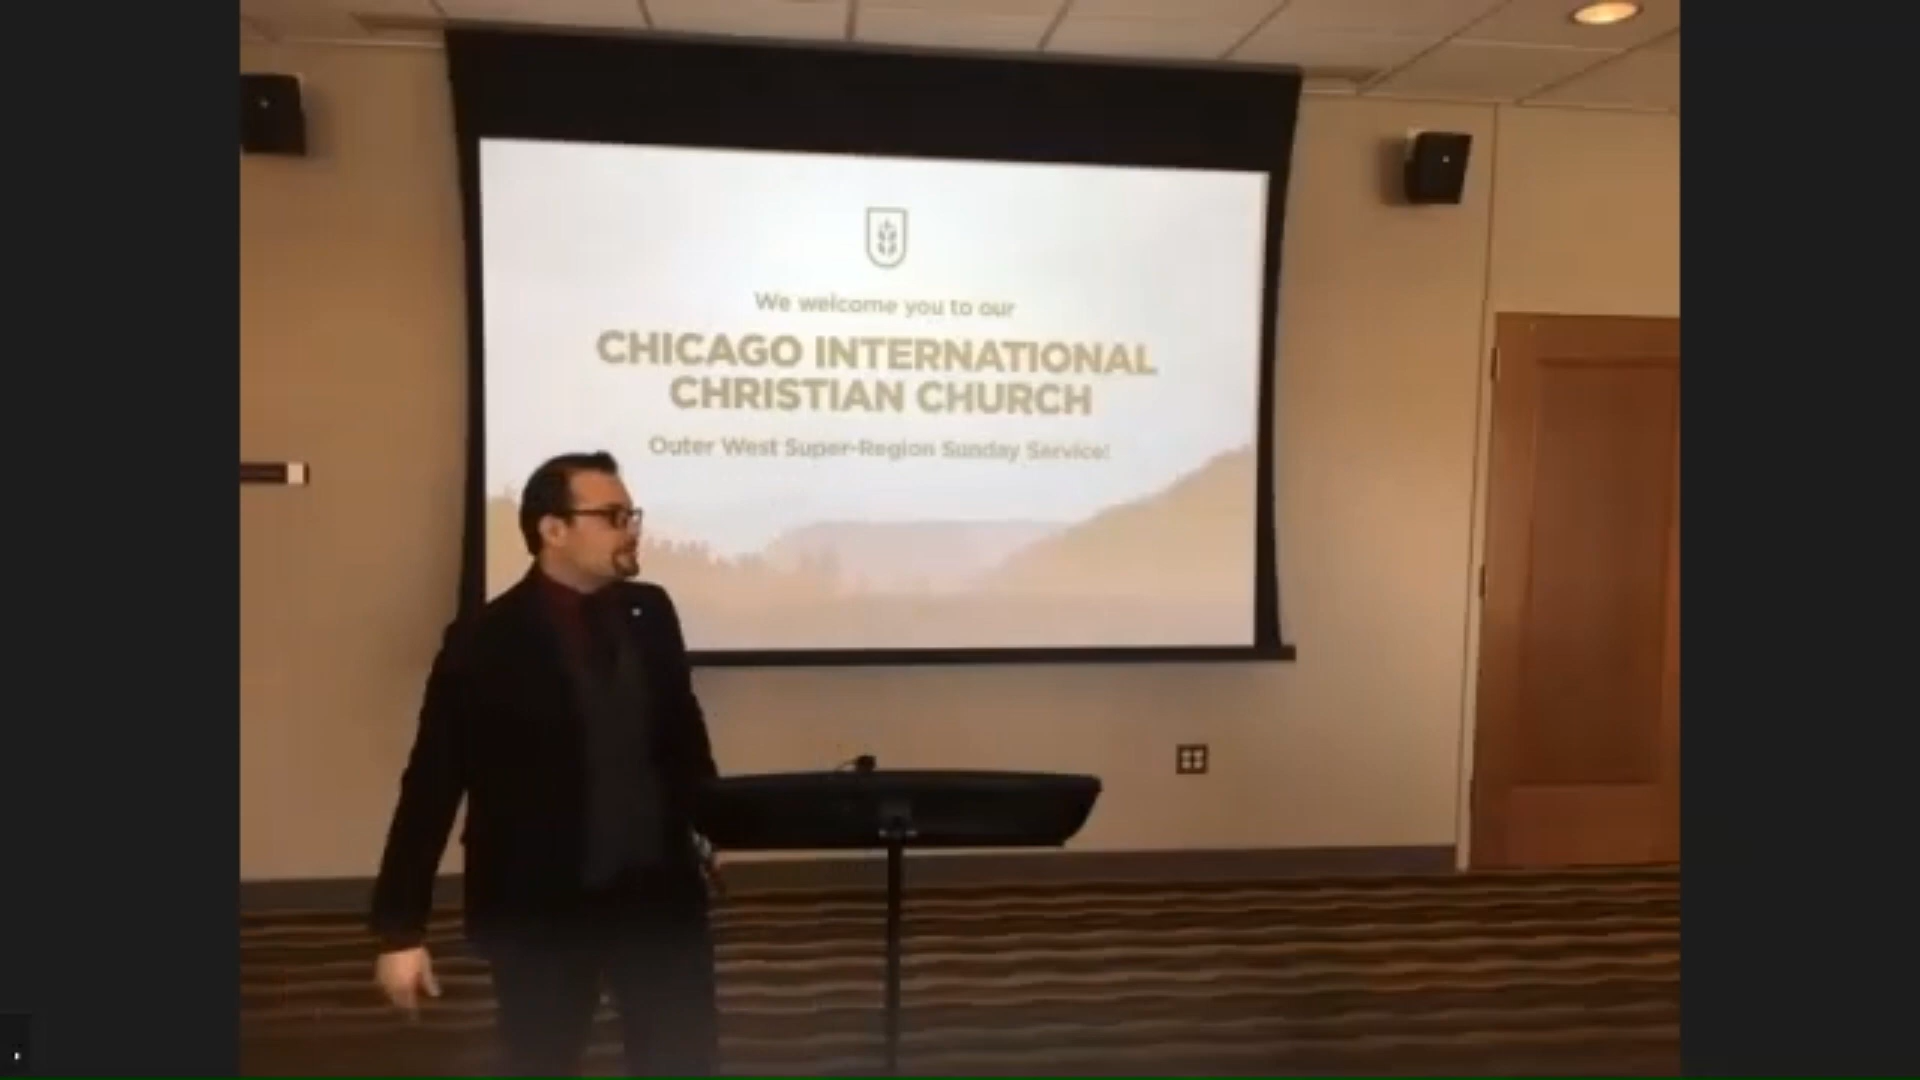 We welcome you to our
CHICAGO INTERNATIONAL
CHRISTIAN CHURCH
Outer West Super-Region Sunday Service!